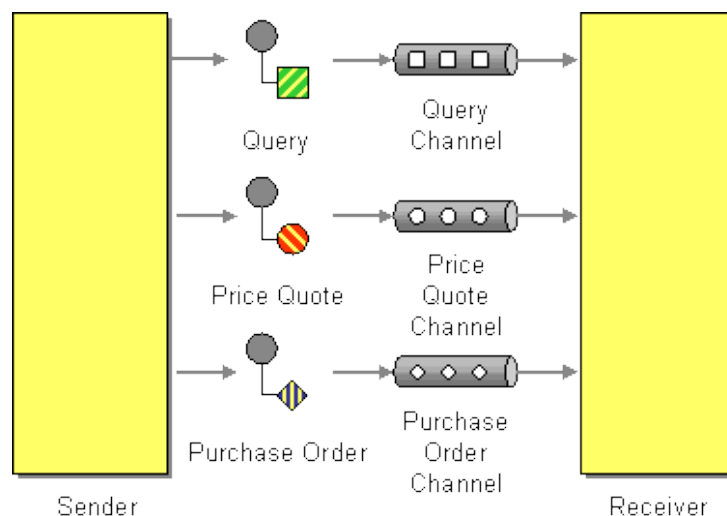 Query
Query
Channel
Price Quote
Price
Quote
Channel
Purchase Order
Purchase
Order
Channel
Sender
Receiver